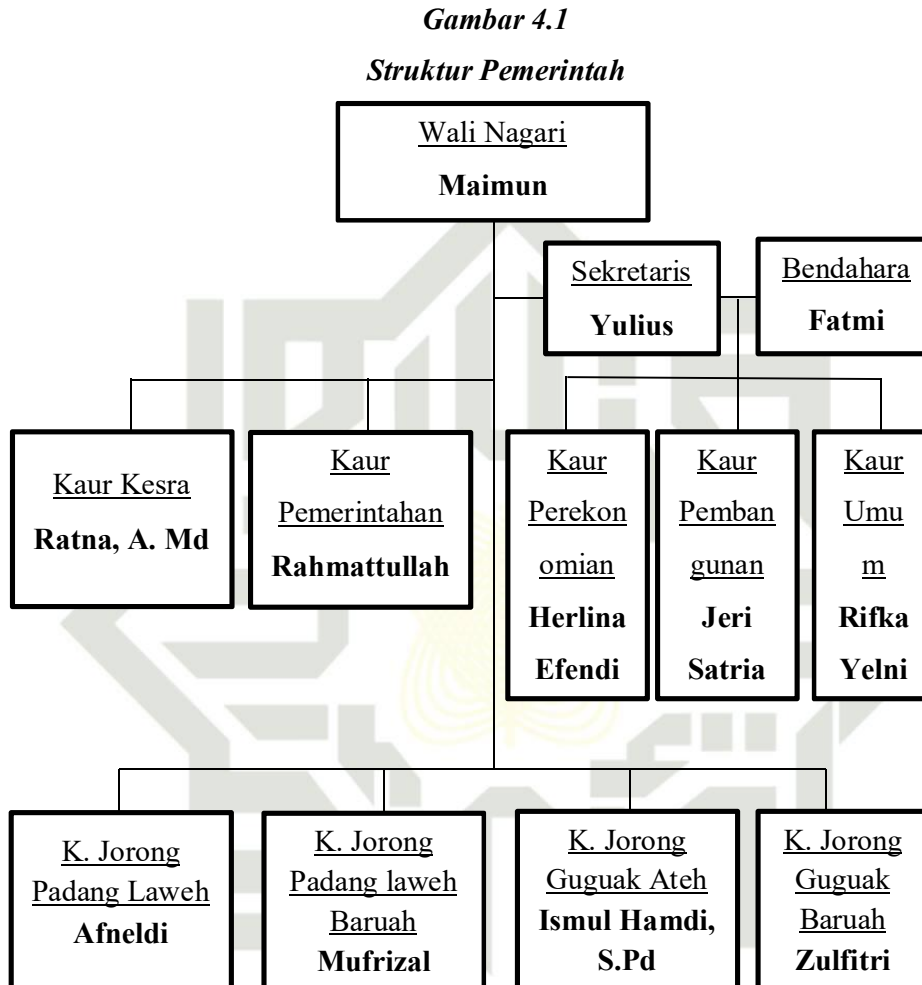 Gambar 4.1
Struktur Pemerintah
Wali Nagari
Maimun
Sekretaris
Yulius
Bendahara
Fatmi
Kaur Kesra
Ratna, A. Md
Kaur
Pemerintahan
Rahmattullah
Kaur
Perekon
omian
Herlina
Efendi
Kaur
Pemban
gunan
Jeri
Satria
Kaur
Umu
m
Rifka
Yelni
K. Jorong
Padang Laweh
Afneldi
K. Jorong
Padang laweh
Baruah
Mufrizal
K. Jorong
Guguak Ateh
Ismul Hamdi,
S.Pd
K. Jorong
Guguak
Baruah
Zulfitri